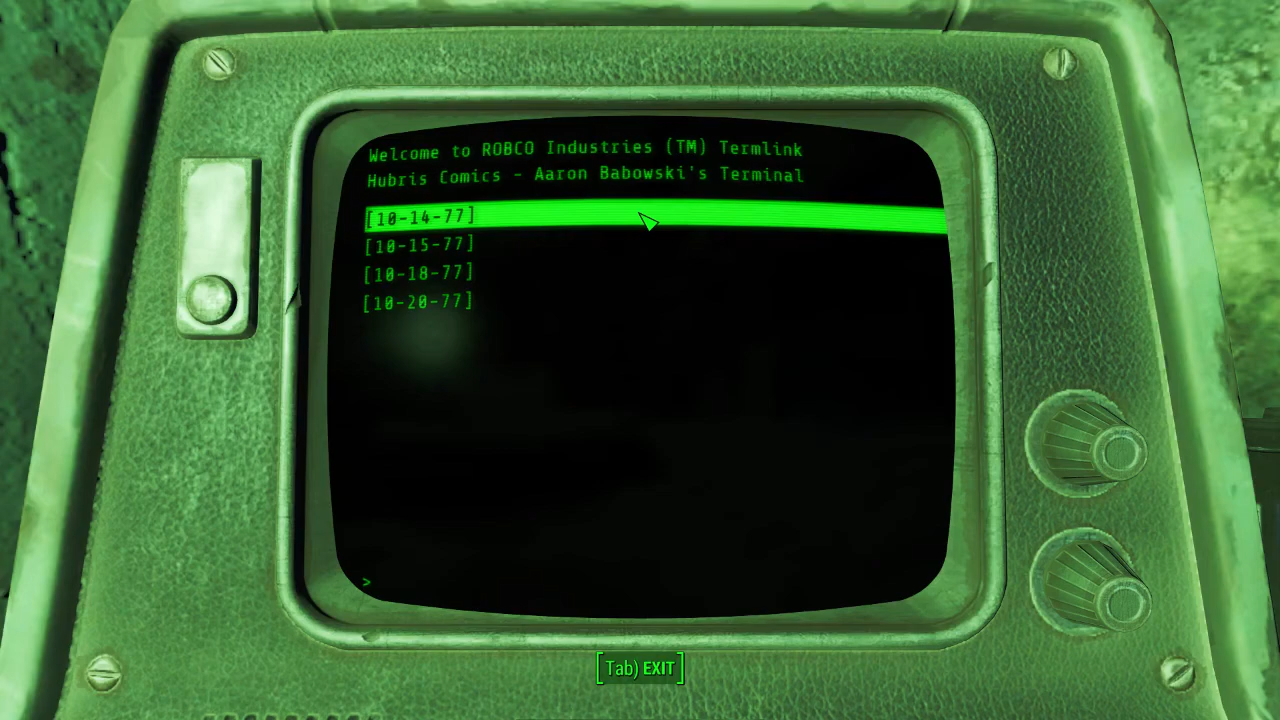 Welcome to ROBCO Industries (TM) Termlink
Hubris Comics - Aaron Babowski's Terminal
[10-14-77]
[10-15-77]
[10-18-77]
[10-20-77]
>
[Tab) EXIT]